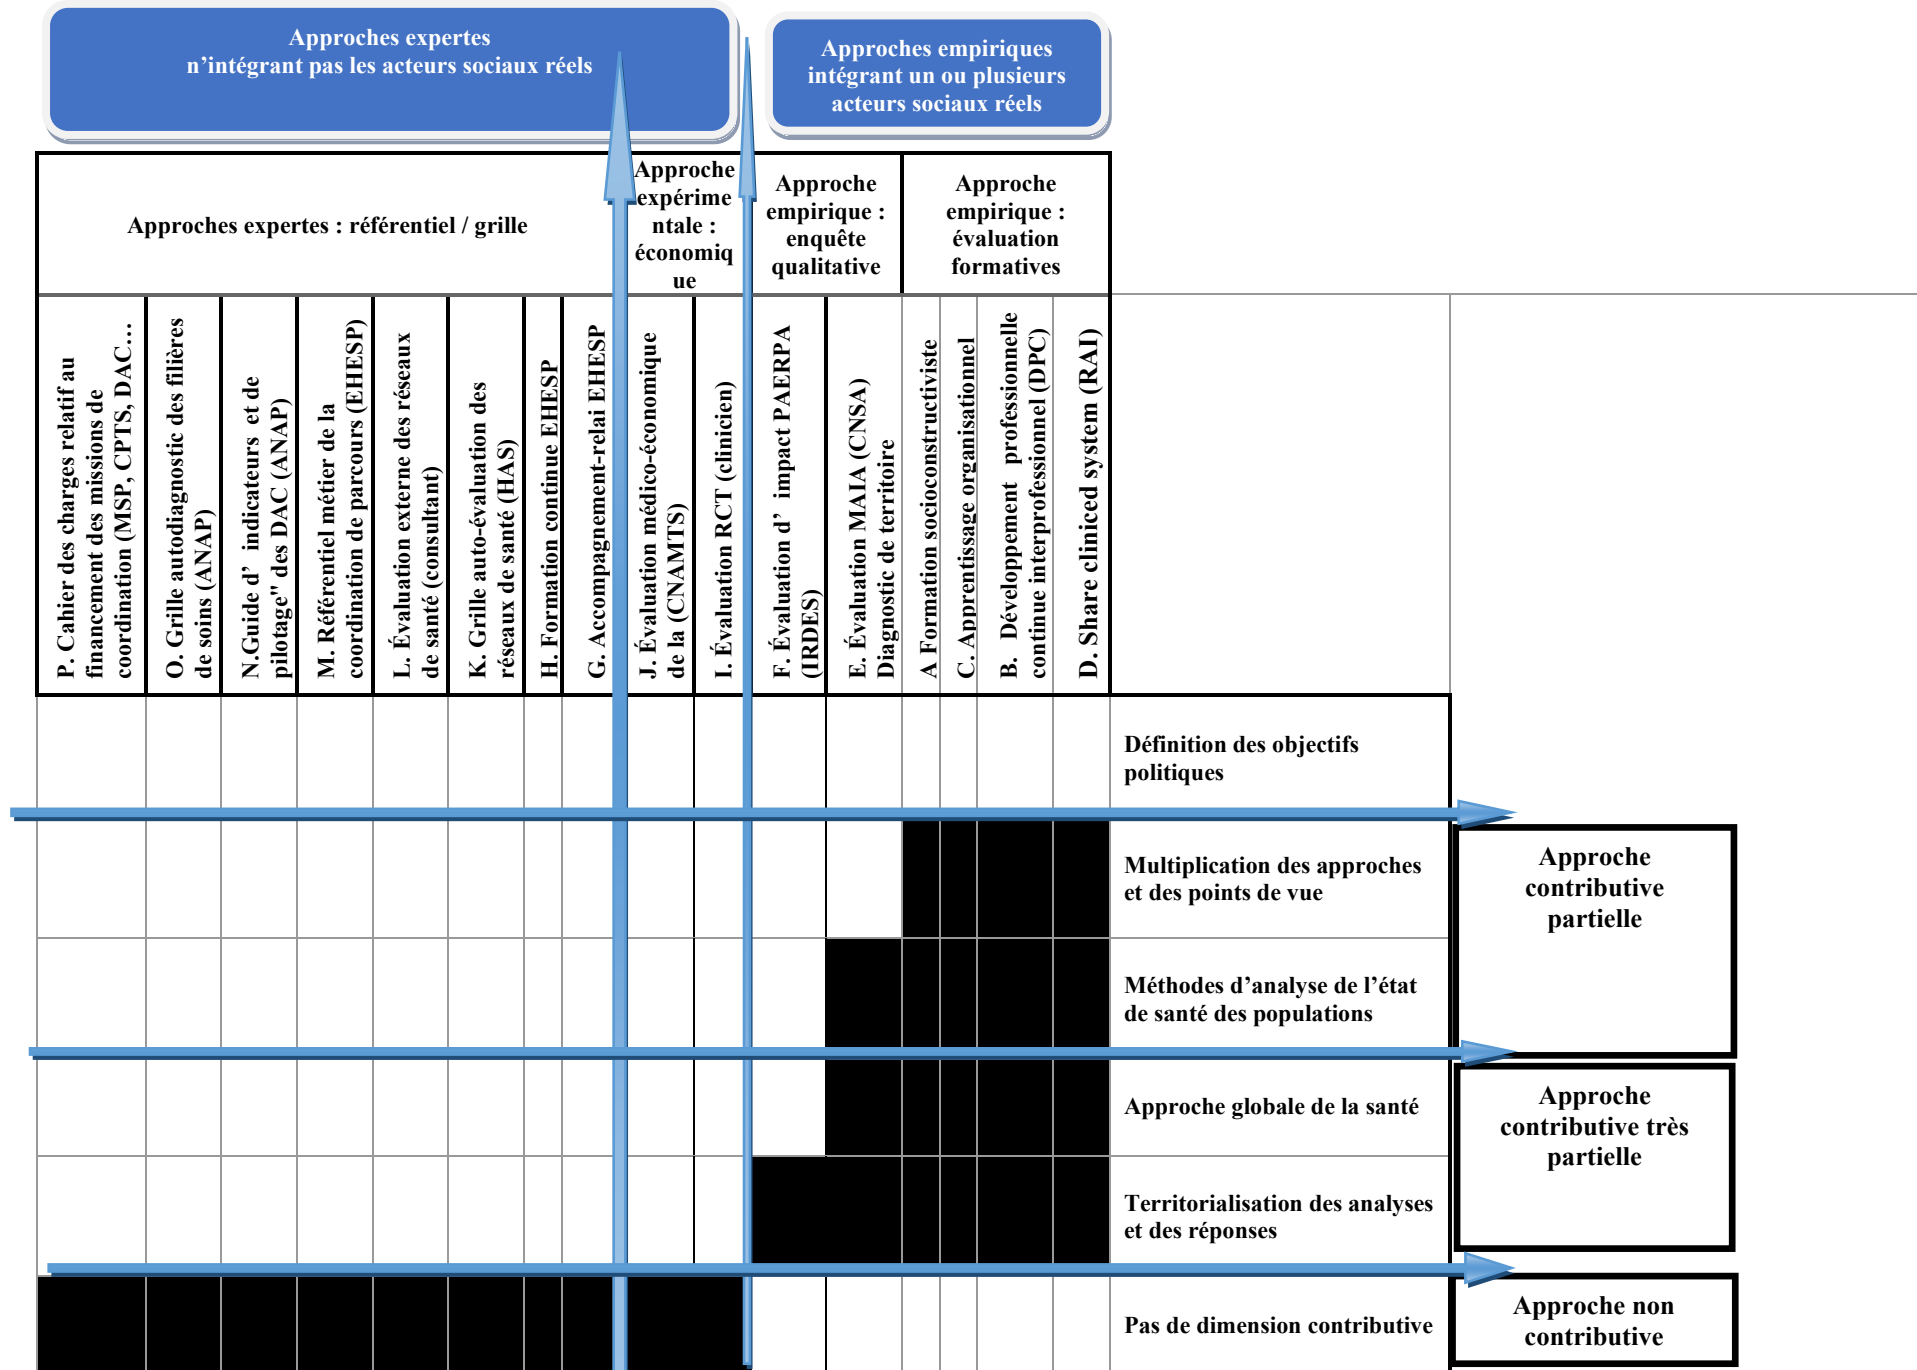 Approches expertes
n’intégrant pas les acteurs sociaux réels
Approches empiriques
intégrant un ou plusieurs
acteurs sociaux réels
Approches expertes : référentiel / grille
Approche
expérime
ntale :
économiq
ue
Approche
empirique :
enquête
qualitative
Approche
empirique :
évaluation
formatives
P. Cahier des charges relatif au
financement des missions de
coordination (MSP, CPTS, DAC…
O. Grille autodiagnostic des filières
de soins (ANAP)
N.Guide d’ indicateurs et de
pilotage" des DAC (ANAP)
M. Référentiel métier de la
coordination de parcours (EHESP)
L. Évaluation externe des réseaux
de santé (consultant)
K. Grille auto-évaluation des
réseaux de santé (HAS)
H. Formation continue EHESP
G. Accompagnement-relai EHESP
J. Évaluation médico-économique
de la (CNAMTS)
I. Évaluation RCT (clinicien)
F. Évaluation d’ impact PAERPA
(IRDES)
E. Évaluation MAIA (CNSA)
Diagnostic de territoire
A Formation socioconstructiviste
C. Apprentissage organisationnel
B. Développement professionnelle
continue interprofessionnel (DPC)
D. Share cliniced system (RAI)
Définition des objectifs
politiques
Multiplication des approches
et des points de vue
Approche
contributive
partielle
Méthodes d’analyse de l’état
de santé des populations
Approche globale de la santé
Approche
contributive très
partielle
Territorialisation des analyses
et des réponses
Pas de dimension contributive
Approche non
contributive